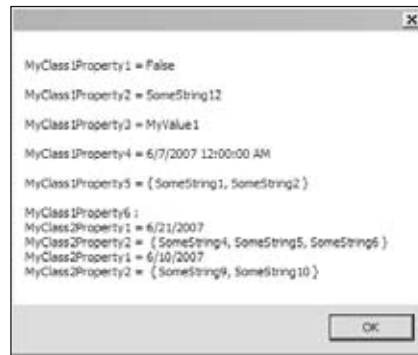 MyClass1Property1 = False
MyClass1Property2 = SomeString12
MyClass1Property3 = MyValue1
MyClass1Property4 = 6/7/2007 12:00:00 AM
MyClass1Property5 = { SomeString1, SomeString2 }
MyClass1Property6 :
MyClass2Property1 = 6/21/2007
MyClass2Property2 = { SomeString4, SomeString5, SomeString6 }
MyClass2Property1 = 6/10/2007
MyClass2Property2 = { SomeString9, SomeString10 }
OK